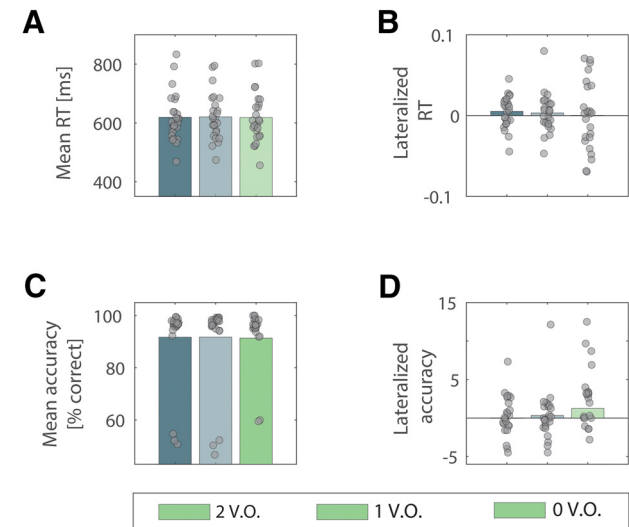 A
Mean RT [ms]
800
600
400
B
Lateralized
RT
0.1
0
-0.1
C
Mean accuracy
[% correct]
100
80
60
D
Lateralized
accuracy
15
5
-5
2 V.O.
1 V.O.
0 V.O.